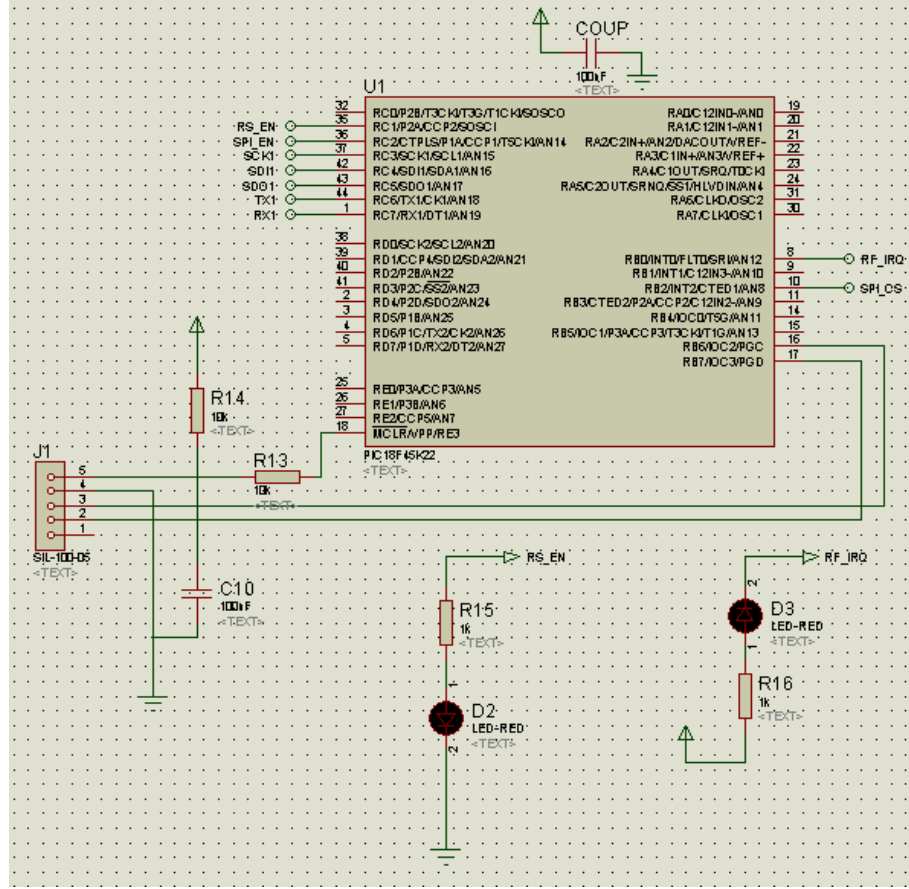 COUP
100nF
<TEXT>
U1
32 RC0/P2B/T3CKI/T3G/T1CKI/SOSCO
RA0/C12IN0-/AN0 19
RS_EN 35 RC1/P2A/CCP2/SOSCI
RA1/C12IN1-/AN1 20
SPI_EN 36 RC2/CTPLS/P1A/CCP1/T5CKI/AN14
RA2/C2IN+/AN2/DACOUT/VREF- 21
SCK1 37 RC3/SCK1/SCL1/AN15
RA3/C1IN+/AN3/VREF+ 22
SDI1 42 RC4/SDI1/SDA1/AN16
RA4/C1OUT/SRQ/T0CKI 23
SDO1 43 RC5/SDO1/AN17
RA5/C2OUT/SRNQ/SS1/HLVDIN/AN4 24
TX1 44 RC6/TX1/CK1/AN18
RA6/CLKO/OSC2 31
RX1 1 RC7/RX1/DT1/AN19
RA7/CLKI/OSC1 30
38 RD0/SCK2/SCL2/AN20
39 RD1/CCP4/SDI2/SDA2/AN21
RB0/INT0/FLT0/SRI/AN12 8 RF_IRQ
40 RD2/P2B/AN22
RB1/INT1/C12IN3-/AN10 9
41 RD3/P2C/SS2/AN23
RB2/INT2/CTED1/AN8 10 SPI_CS
2 RD4/P2D/SDO2/AN24
RB3/CTED2/P2A/CCP2/C12IN2-/AN9 11
3 RD5/P1B/AN25
RB4/IOC0/T5G/AN11 14
4 RD6/P1C/TX2/CK2/AN26
RB5/IOC1/P3A/CCP3/T3CKI/T1G/AN13 15
5 RD7/P1D/RX2/DT2/AN27
RB6/IOC2/PGC 16
RB7/IOC3/PGD 17
25 RE0/P3A/CCP3/AN5
26 RE1/P3B/AN6
27 RE2/CCP5/AN7
18 MCLR/VPP/RE3
PIC18F45K22
<TEXT>
R14
10k
<TEXT>
R13
10k
<TEXT>
J1
5
4
3
2
1
SIL-100-05
<TEXT>
C10
100nF
<TEXT>
RS_EN
R15
1k
<TEXT>
1
D2
LED-RED
<TEXT>
2
RF_IRQ
2
D3
LED-RED
<TEXT>
1
R16
1k
<TEXT>